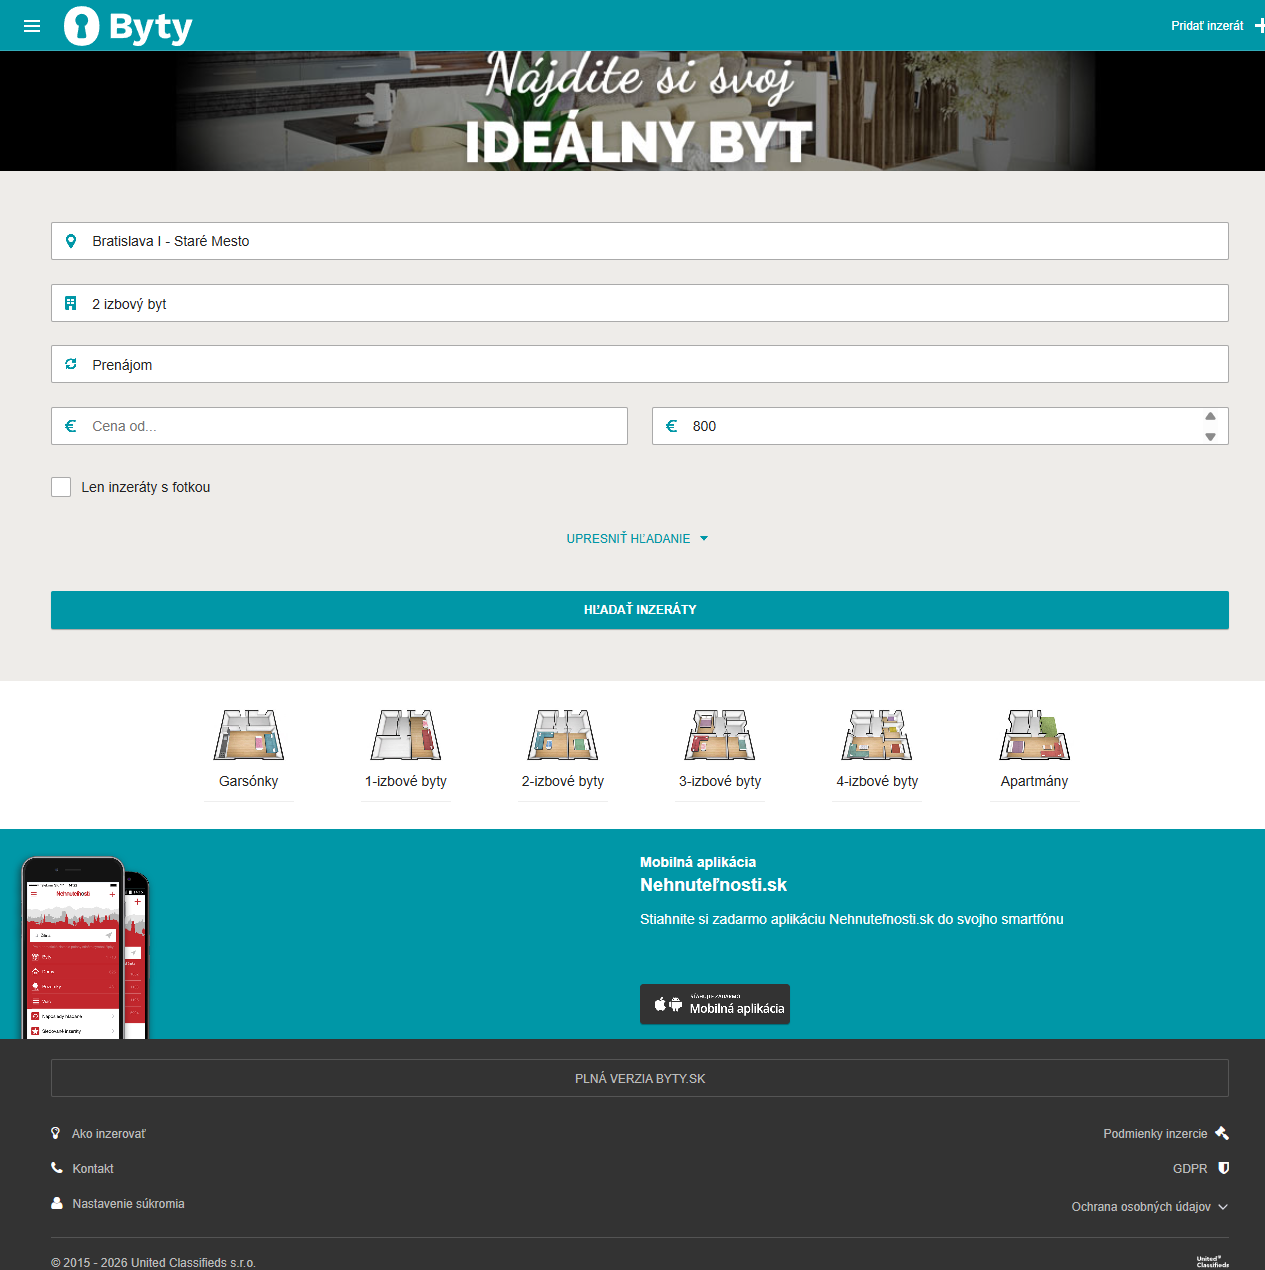 Byty
Pridať inzerát
Nájdite si svoj
IDEÁLNY BYT
Bratislava I - Staré Mesto
2 izbový byt
Prenájom
Cena od...
800
Len inzeráty s fotkou
UPRESNIŤ HĽADANIE
HĽADAŤ INZERÁTY
Garsónky
1-izbové byty
2-izbové byty
3-izbové byty
4-izbové byty
Apartmány
Nehnuteľnosti
Mobilná aplikácia
Nehnuteľnosti.sk
Stiahnite si zadarmo aplikáciu Nehnuteľnosti.sk do svojho smartfónu
Mobilná aplikácia
PLNÁ VERZIA BYTY.SK
Ako inzerovať
Podmienky inzercie
Kontakt
GDPR
Nastavenie súkromia
Ochrana osobných údajov
© 2015 - 2026 United Classifieds s.r.o.
United
Classifieds